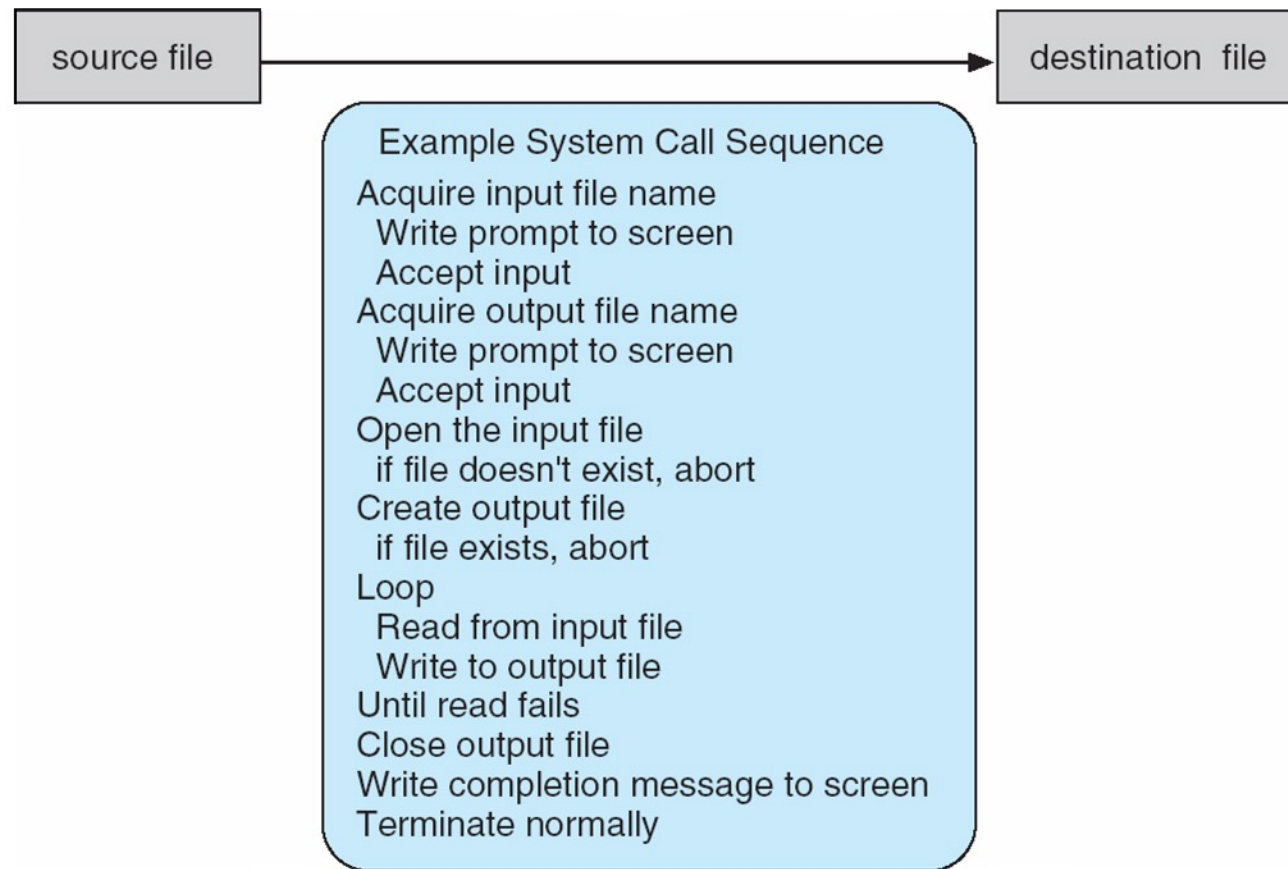 source file
destination file
Example System Call Sequence
Acquire input file name
Write prompt to screen
Accept input
Acquire output file name
Write prompt to screen
Accept input
Open the input file
if file doesn't exist, abort
Create output file
if file exists, abort
Loop
Read from input file
Write to output file
Until read fails
Close output file
Write completion message to screen
Terminate normally